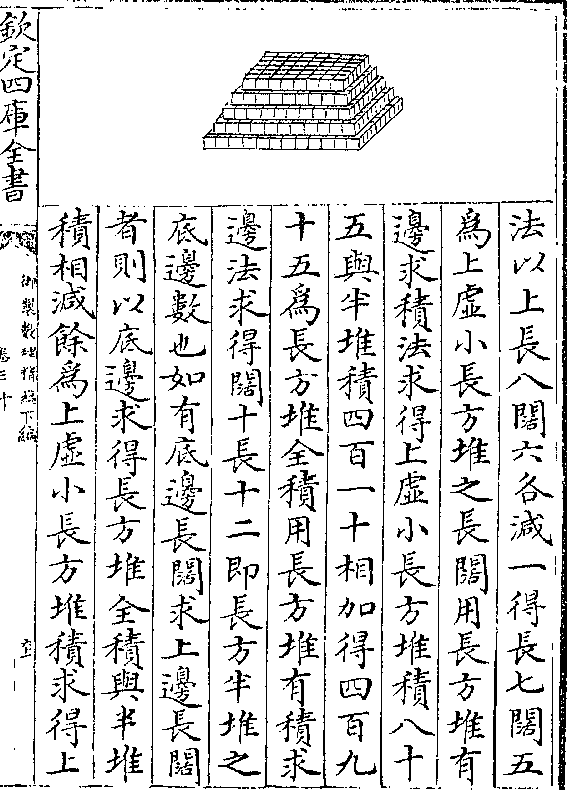 法以上長八闊六各減一得長七闊五
為上虛小長方堆之長闊用長方堆有
邊求積法求得上虛小長方堆積八十
五與半堆積四百一十相加得四百九
十五為長方堆全積用長方堆有積求
邊法求得闊十長十二即長方半堆之
底邊數也如有底邊長闊求上邊長闊
者則以底邊求得長方堆全積與半堆
積相減餘為上虛小長方堆積求得上
欽定四庫全書
御製數理精蘊下編
卷三十